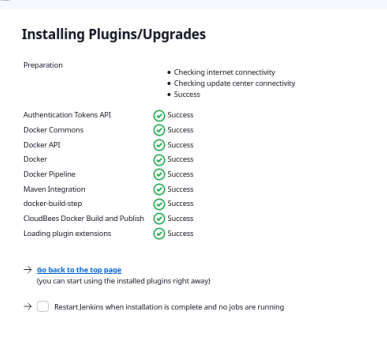 Installing Plugins/Upgrades
Preparation
Checking internet connectivity
Checking update center connectivity
Success
Authentication Tokens API Success
Docker Commons Success
Docker API Success
Docker Success
Docker Pipeline Success
Maven Integration Success
docker-build-step Success
CloudBees Docker Build and Publish Success
Loading plugin extensions Success
Go back to the top page
(you can start using the installed plugins right away)
Restart Jenkins when installation is complete and no jobs are running